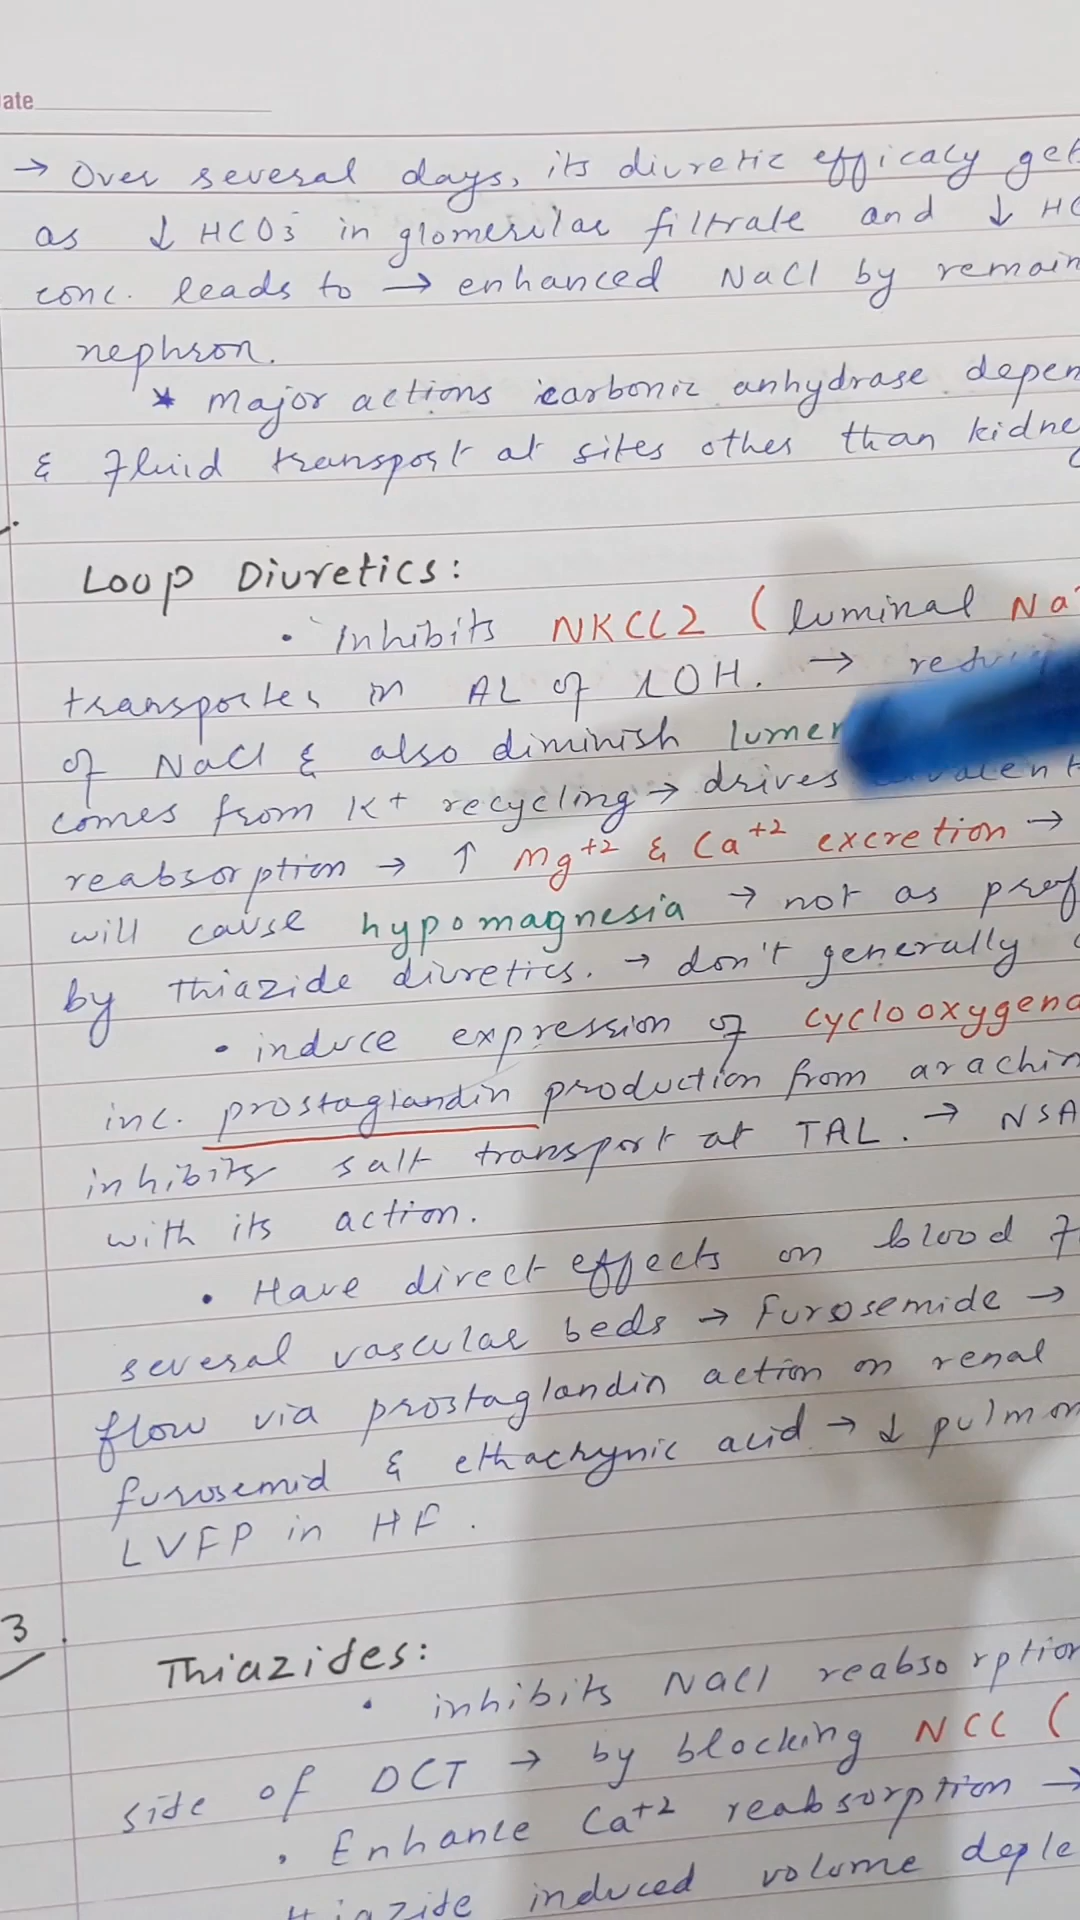 ate
→ Over several days, its diuretic efficacy get
as ↓ HCO3⁻ in glomerular filtrate and ↓ HC
conc. leads to → enhanced NaCl by remain
nephron.
* Major actions carbonic anhydrase depen
& fluid transport at sites other than kidne
Loop Diuretics:
• Inhibits NKCC2 (luminal Na⁺
transporter in AL of LOH. →
of NaCl & also diminish lumen
comes from K+ recycling → drives
reabsorption → ↑ Mg+2 & Ca+2 excretion →
will cause hypomagnesia → not as
by thiazide diuretics. → don't generally
• induce expression of cyclooxygena
inc. prostaglandin production from arachin
inhibits salt transport at TAL. → NSA
with its action.
• Have direct effects on blood f
several vascular beds → Furosemide →
flow via prostaglandin action on renal
furosemid & ethacrynic acid → ↓ pulmon
LVFP in HF.
3
Thiazides:
• inhibits NaCl reabsorption
side of DCT → by blocking NCC (
• Enhance Ca+2 reabsorption →
thiazide induced volume deple